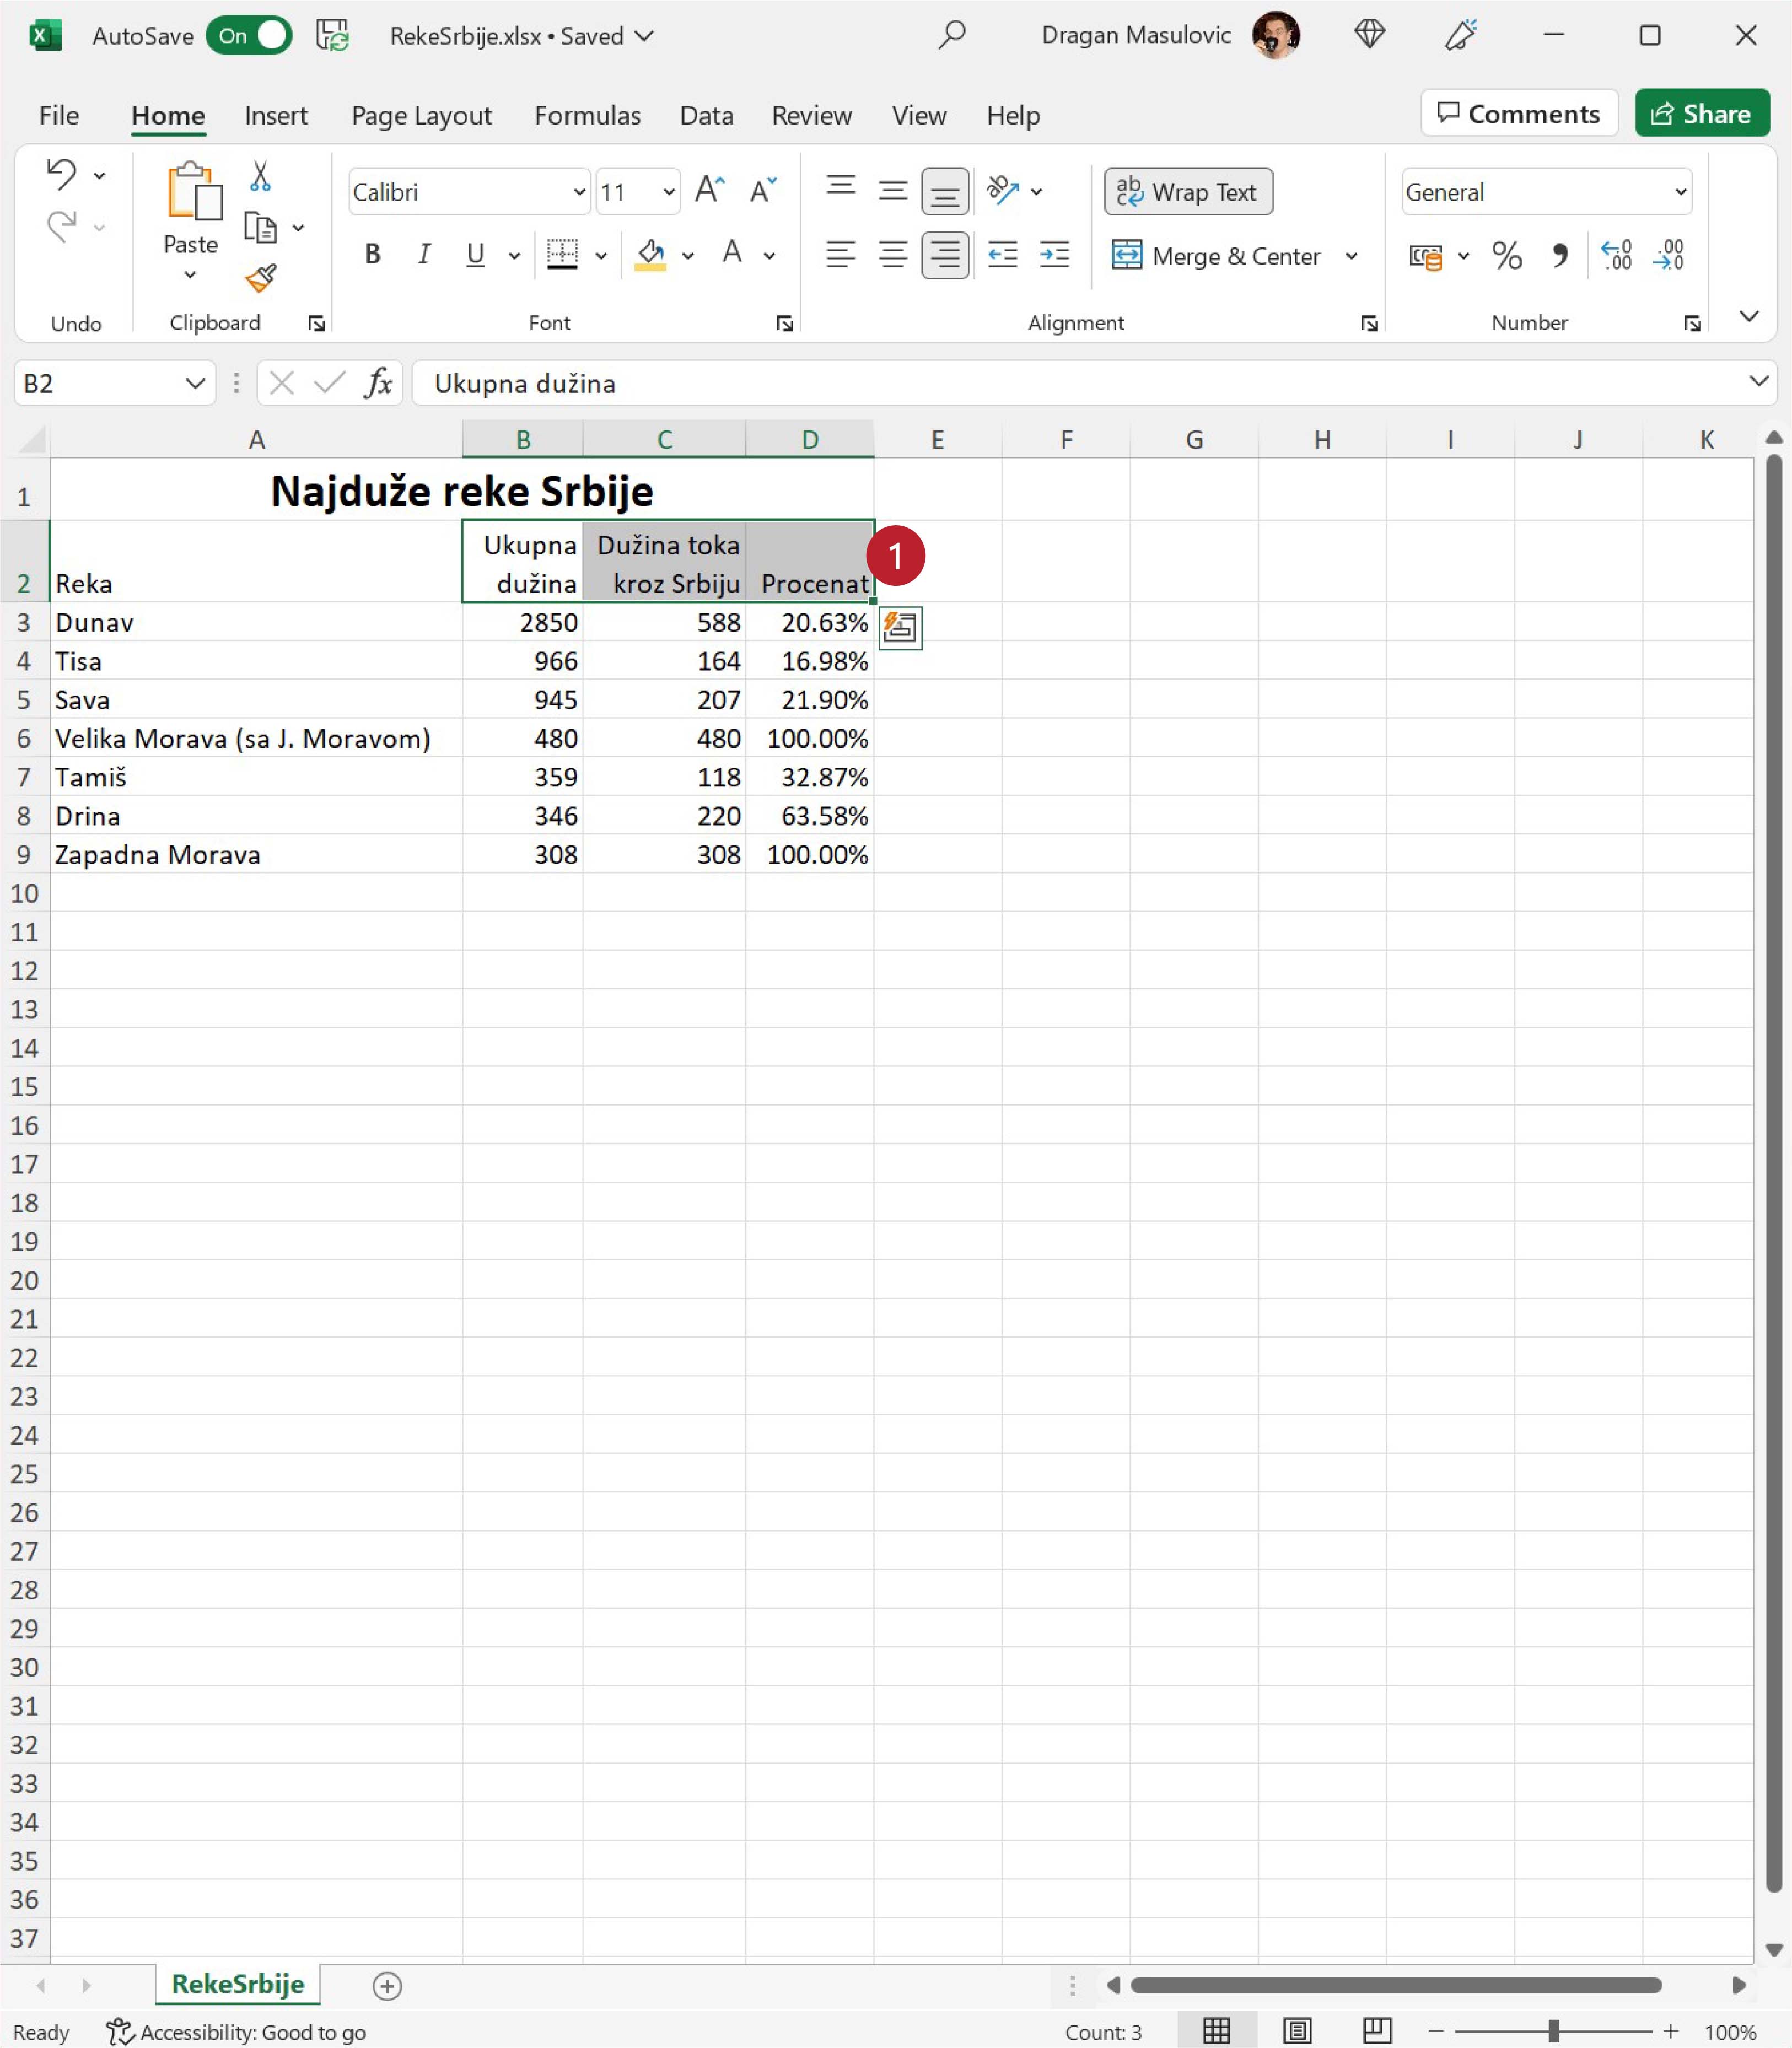 AutoSave On RekeSrbije.xlsx • Saved Dragan Masulovic
File Home Insert Page Layout Formulas Data Review View Help Comments Share
Calibri 11 Wrap Text General
Paste B I U A Merge & Center % .00
Undo Clipboard Font Alignment Number
B2 fx Ukupna dužina
A B C D E F G H I J K
1 Najduže reke Srbije
Ukupna Dužina toka 1
2 Reka dužina kroz Srbiju Procenat
3 Dunav 2850 588 20.63%
4 Tisa 966 164 16.98%
5 Sava 945 207 21.90%
6 Velika Morava (sa J. Moravom) 480 480 100.00%
7 Tamiš 359 118 32.87%
8 Drina 346 220 63.58%
9 Zapadna Morava 308 308 100.00%
10
11
12
13
14
15
16
17
18
19
20
21
22
23
24
25
26
27
28
29
30
31
32
33
34
35
36
37
RekeSrbije
Ready Accessibility: Good to go Count: 3 100%